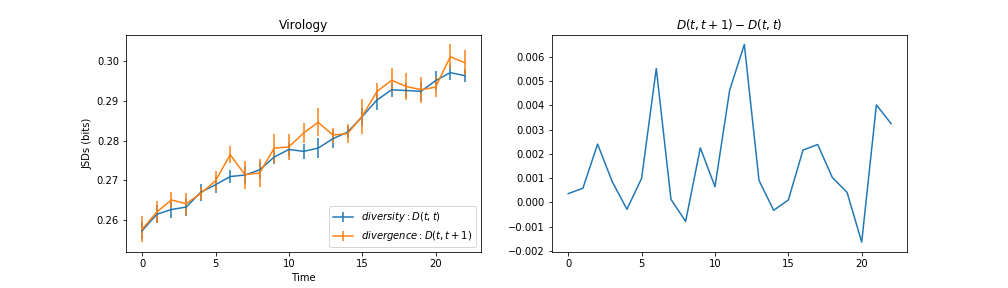 Virology
JSDs (bits)
0.30
0.29
0.28
0.27
0.26
diversity: D(t, t)
divergence: D(t, t+1)
0 5 10 15 20
Time
D(t, t+1) − D(t, t)
0.006
0.005
0.004
0.003
0.002
0.001
0.000
−0.001
−0.002
0 5 10 15 20